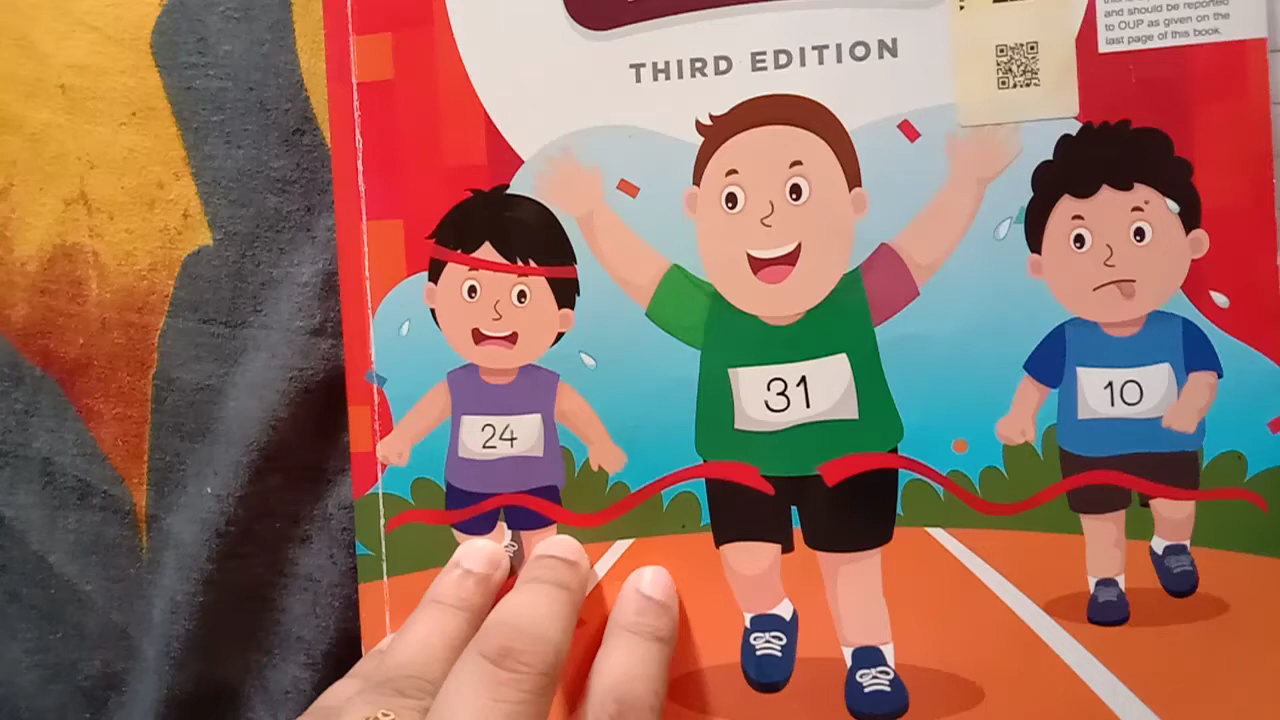 and should be reported
to OUP as given on the
last page of this book.
THIRD EDITION
24
31
10